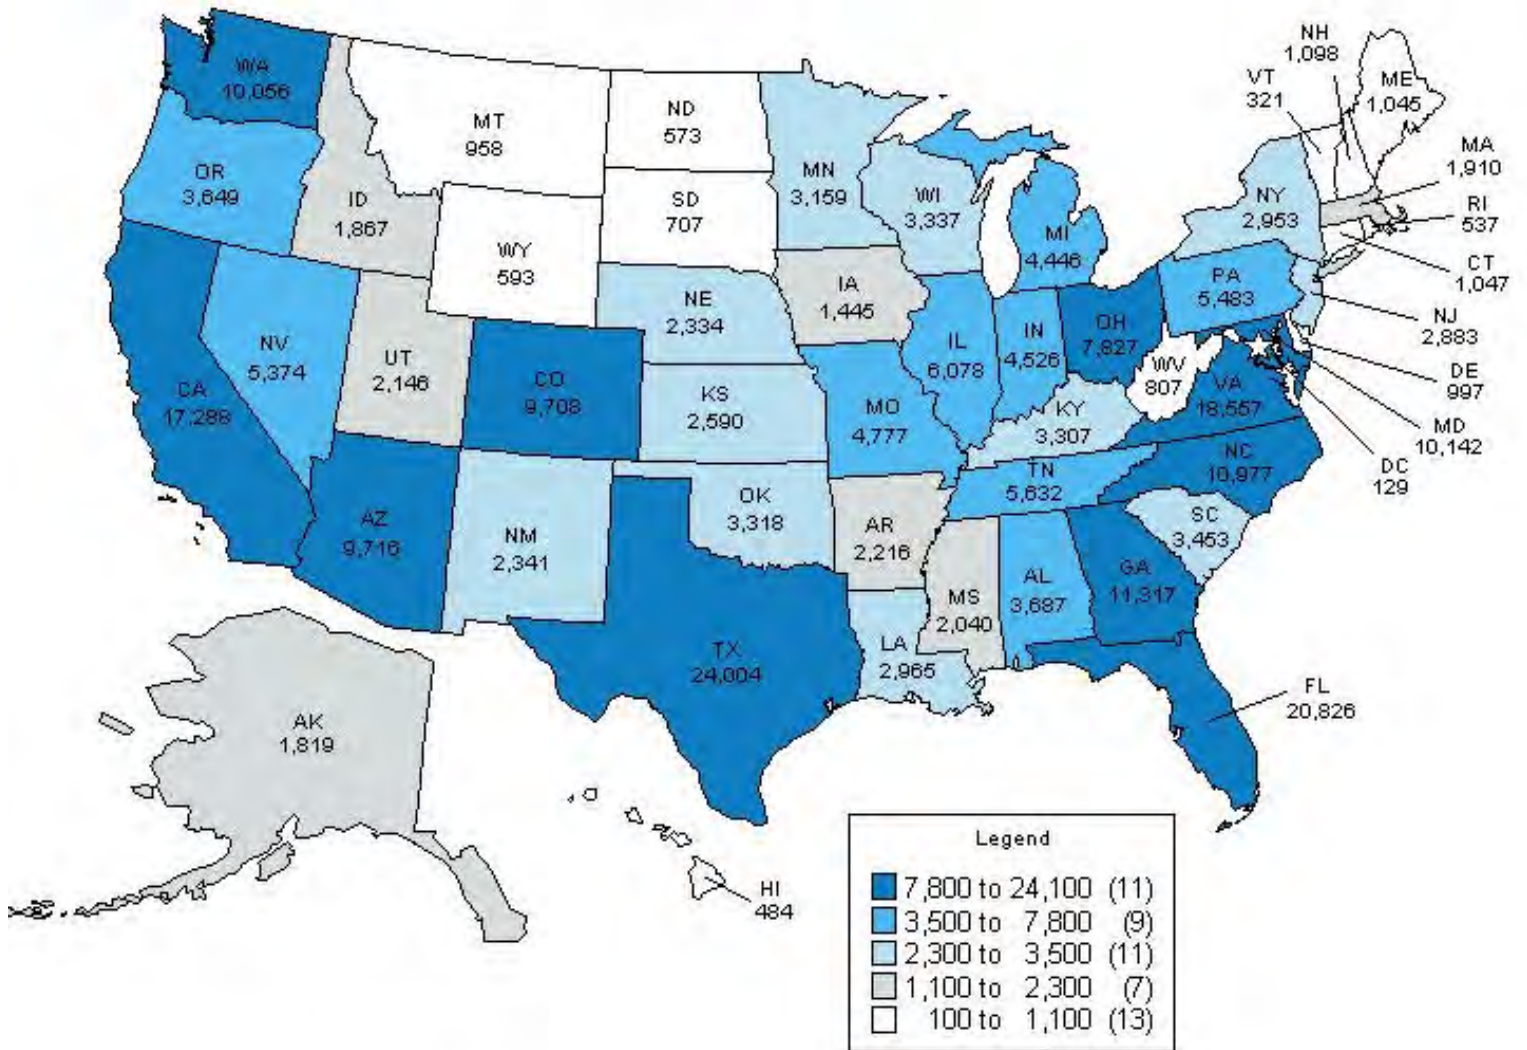 WA
10,056
OR
3,649
CA
17,288
NV
5,374
ID
1,867
MT
958
WY
593
UT
2,146
CO
9,708
AZ
9,716
NM
2,341
ND
573
SD
707
NE
2,334
KS
2,590
OK
3,318
TX
24,004
MN
3,159
IA
1,445
MO
4,777
AR
2,216
LA
2,965
WI
3,337
IL
6,078
MI
4,446
IN
4,526
OH
7,827
KY
3,307
TN
5,632
MS
2,040
AL
3,687
GA
11,317
FL
20,826
SC
3,453
NC
10,977
VA
18,557
WV
807
PA
5,483
NY
2,953
VT
321
NH
1,098
ME
1,045
MA
1,910
RI
537
CT
1,047
NJ
2,883
DE
997
MD
10,142
DC
129
AK
1,819
HI
484
Legend
7,800 to 24,100 (11)
3,500 to 7,800 (9)
2,300 to 3,500 (11)
1,100 to 2,300 (7)
100 to 1,100 (13)